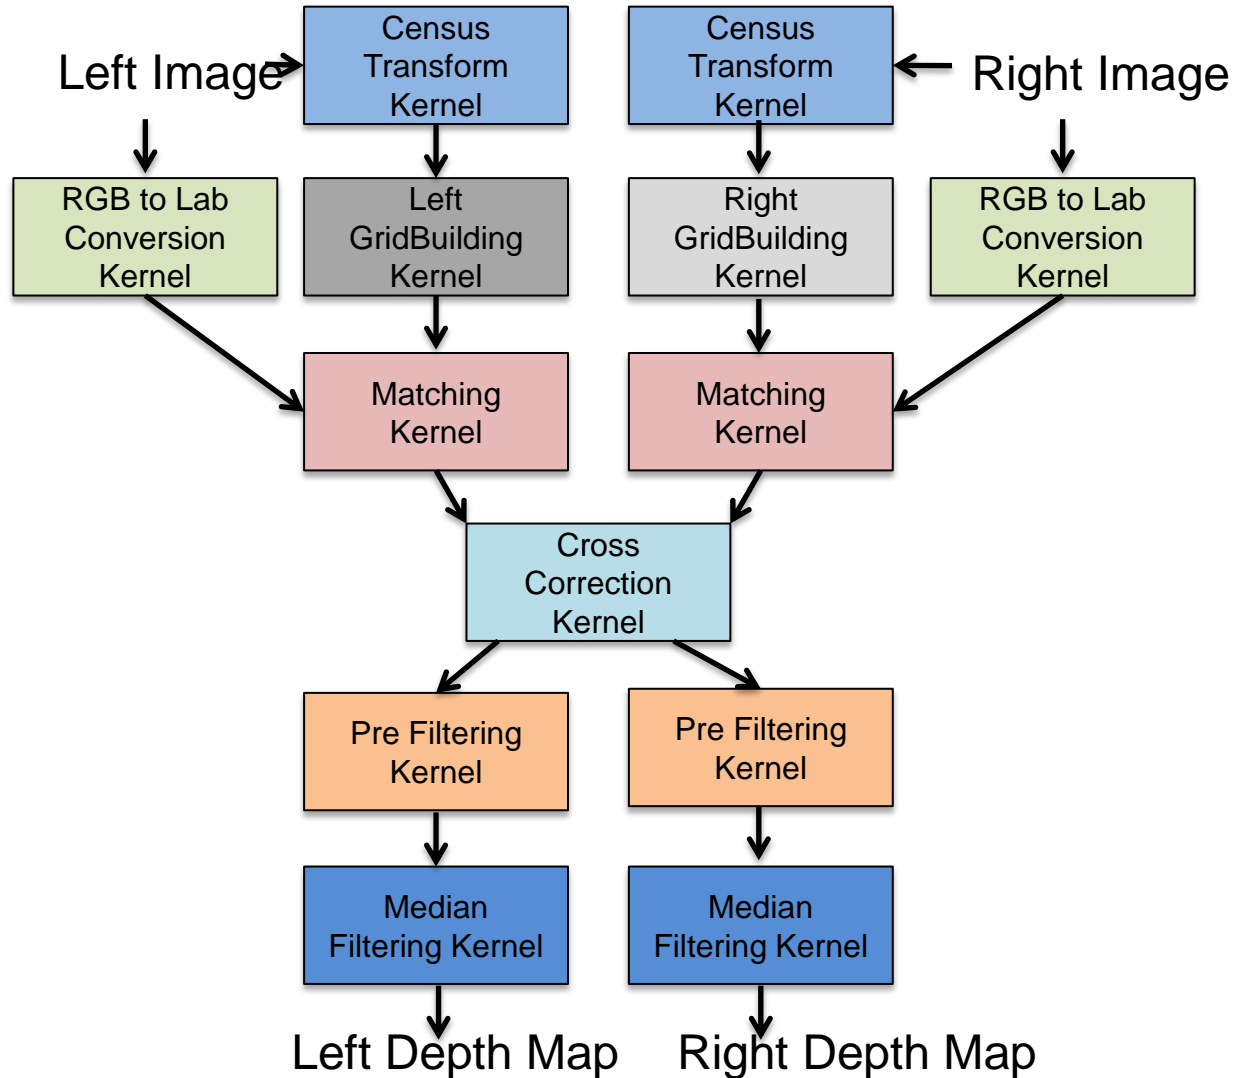 Census
Transform
Kernel
Census
Transform
Kernel
Left Image
Right Image
RGB to Lab
Conversion
Kernel
Left
GridBuilding
Kernel
Right
GridBuilding
Kernel
RGB to Lab
Conversion
Kernel
Matching
Kernel
Matching
Kernel
Cross
Correction
Kernel
Pre Filtering
Kernel
Pre Filtering
Kernel
Median
Filtering Kernel
Median
Filtering Kernel
Left Depth Map
Right Depth Map